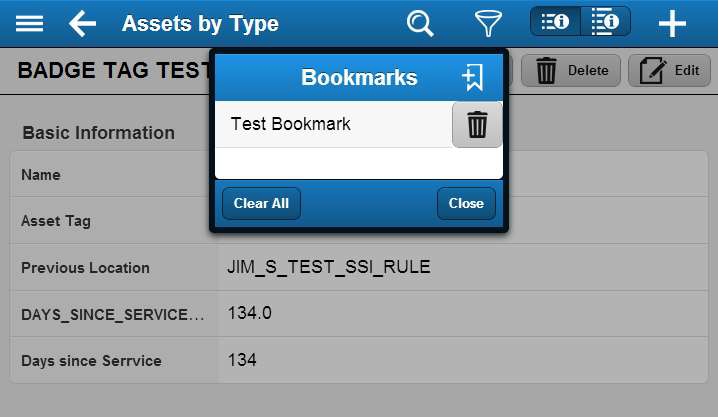 Assets by Type
BADGE TAG TEST
Delete
Edit
Bookmarks
Test Bookmark
Clear All
Close
Basic Information
Name
Asset Tag
Previous Location JIM_S_TEST_SSI_RULE
DAYS_SINCE_SERVICE... 134.0
Days since Serrvice 134